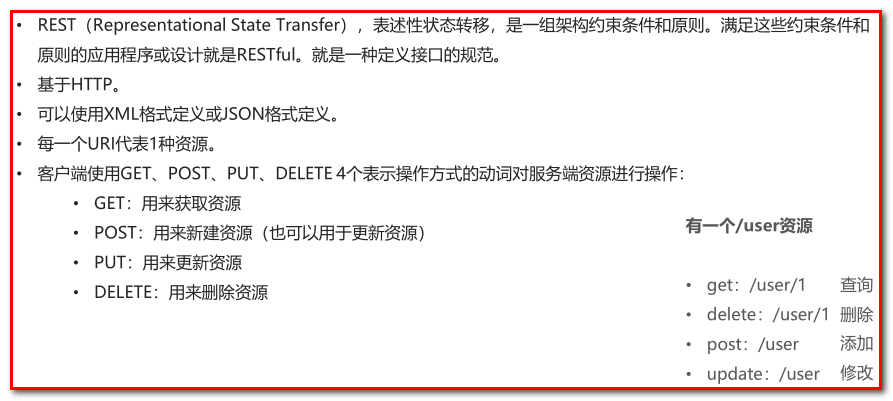 • REST（Representational State Transfer），表述性状态转移，是一组架构约束条件和原则。满足这些约束条件和
原则的应用程序或设计就是RESTful。就是一种定义接口的规范。
• 基于HTTP。
• 可以使用XML格式定义或JSON格式定义。
• 每一个URI代表1种资源。
• 客户端使用GET、POST、PUT、DELETE 4个表示操作方式的动词对服务端资源进行操作：
• GET：用来获取资源
• POST：用来新建资源（也可以用于更新资源）
• PUT：用来更新资源
• DELETE：用来删除资源
有一个/user资源
• get：/user/1 查询
• delete：/user/1 删除
• post：/user 添加
• update：/user 修改